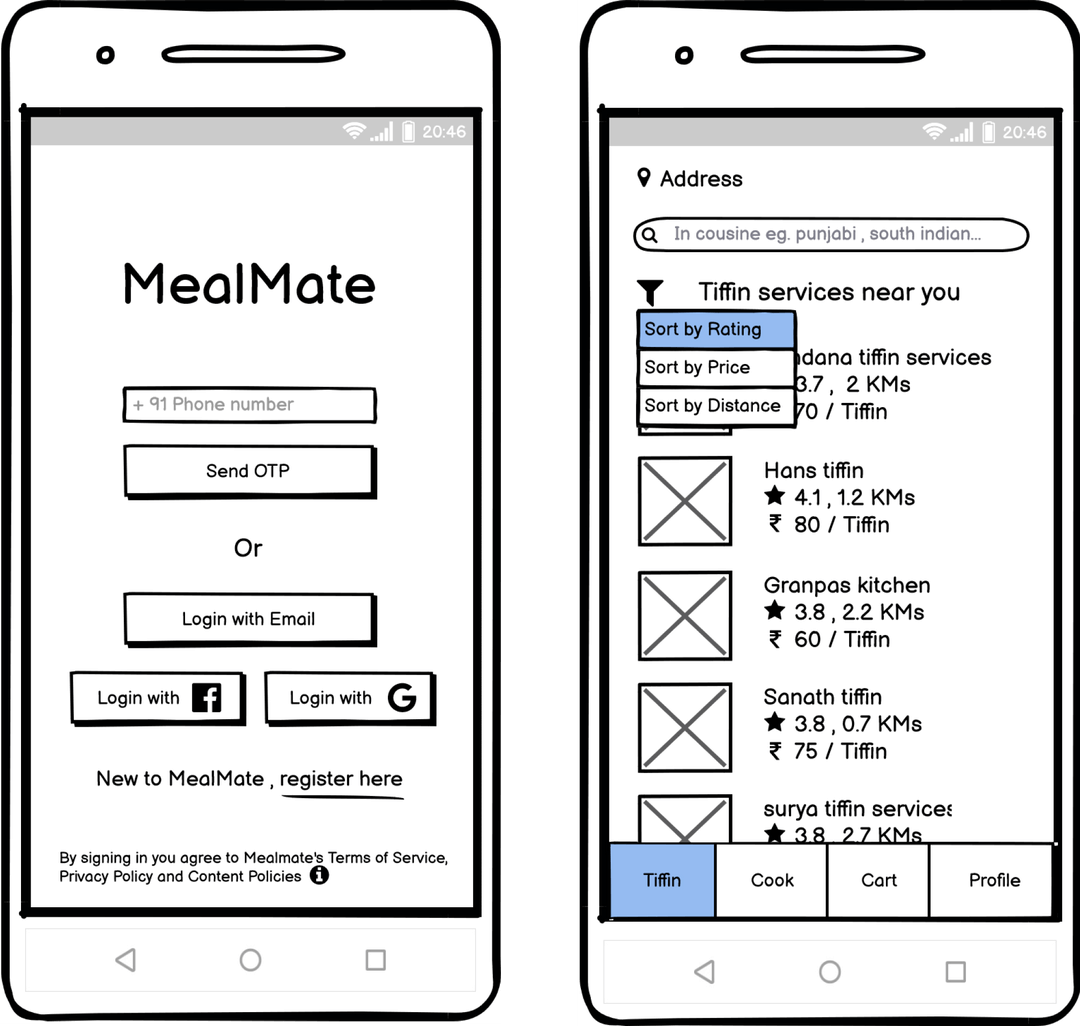 20:46
MealMate
+ 91 Phone number
Send OTP
Or
Login with Email
Login with
Login with
New to MealMate , register here
By signing in you agree to Mealmate's Terms of Service,
Privacy Policy and Content Policies
20:46
Address
In cousine eg. punjabi , south indian...
Tiffin services near you
Sort by Rating
Sort by Price
Sort by Distance
tiffin services
3.7 , 2 KMs
70 / Tiffin
Hans tiffin
4.1 , 1.2 KMs
₹ 80 / Tiffin
Granpas kitchen
3.8 , 2.2 KMs
₹ 60 / Tiffin
Sanath tiffin
3.8 , 0.7 KMs
₹ 75 / Tiffin
surya tiffin services
3.8 2.7 KMs
Tiffin
Cook
Cart
Profile